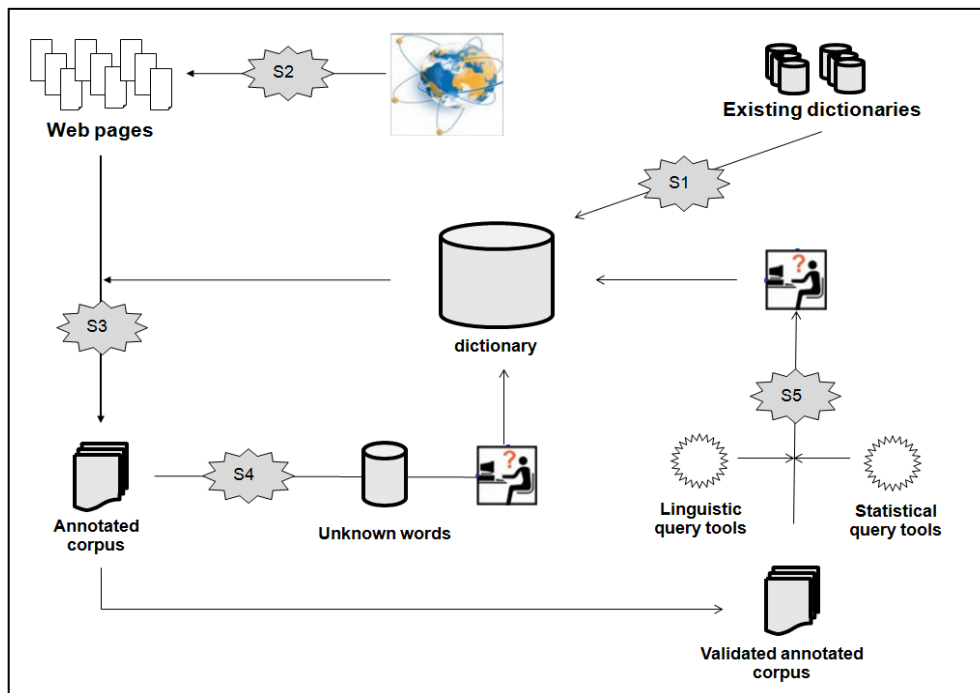 S2
Web pages
Existing dictionaries
S1
?
S3
dictionary
S5
S4
?
Annotated
corpus
Unknown words
Linguistic
query tools
Statistical
query tools
Validated annotated
corpus